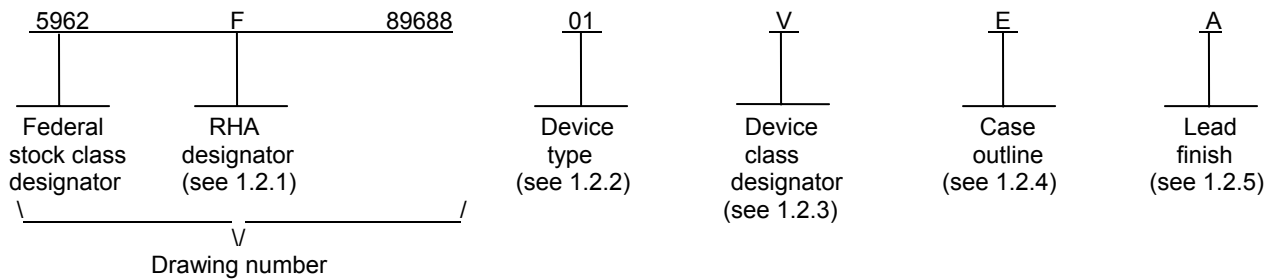 5962 F 89688 01 V E A
Federal stock class designator
RHA designator (see 1.2.1)
Device type (see 1.2.2)
Device class designator (see 1.2.3)
Case outline (see 1.2.4)
Lead finish (see 1.2.5)
\ /
\/
Drawing number